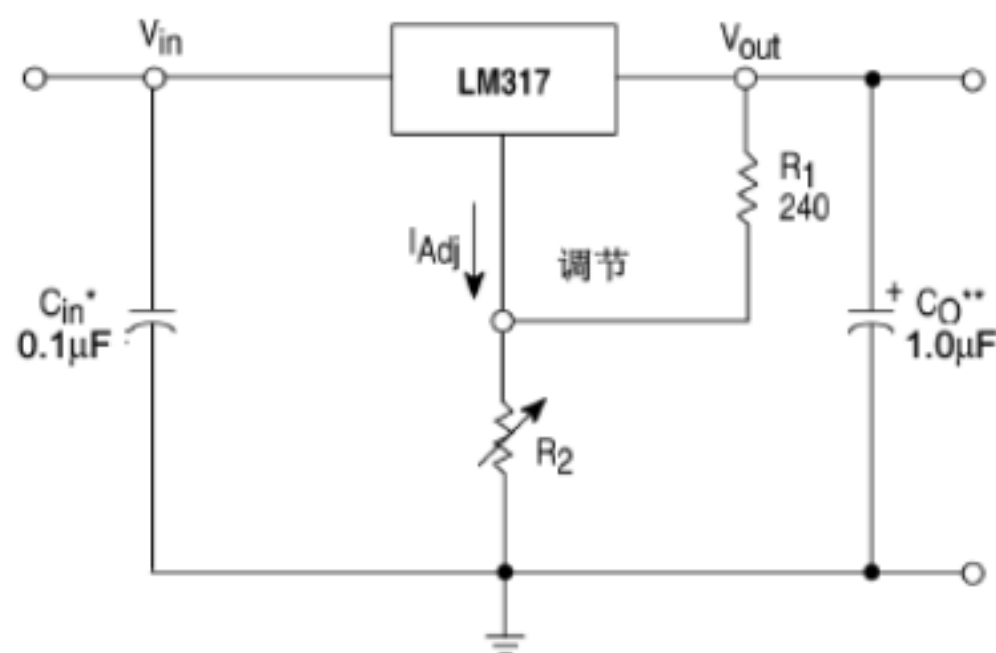 Vin
LM317
Vout
R1
240
IAdj
调节
Cin*
0.1µF
+ CO**
1.0µF
R2